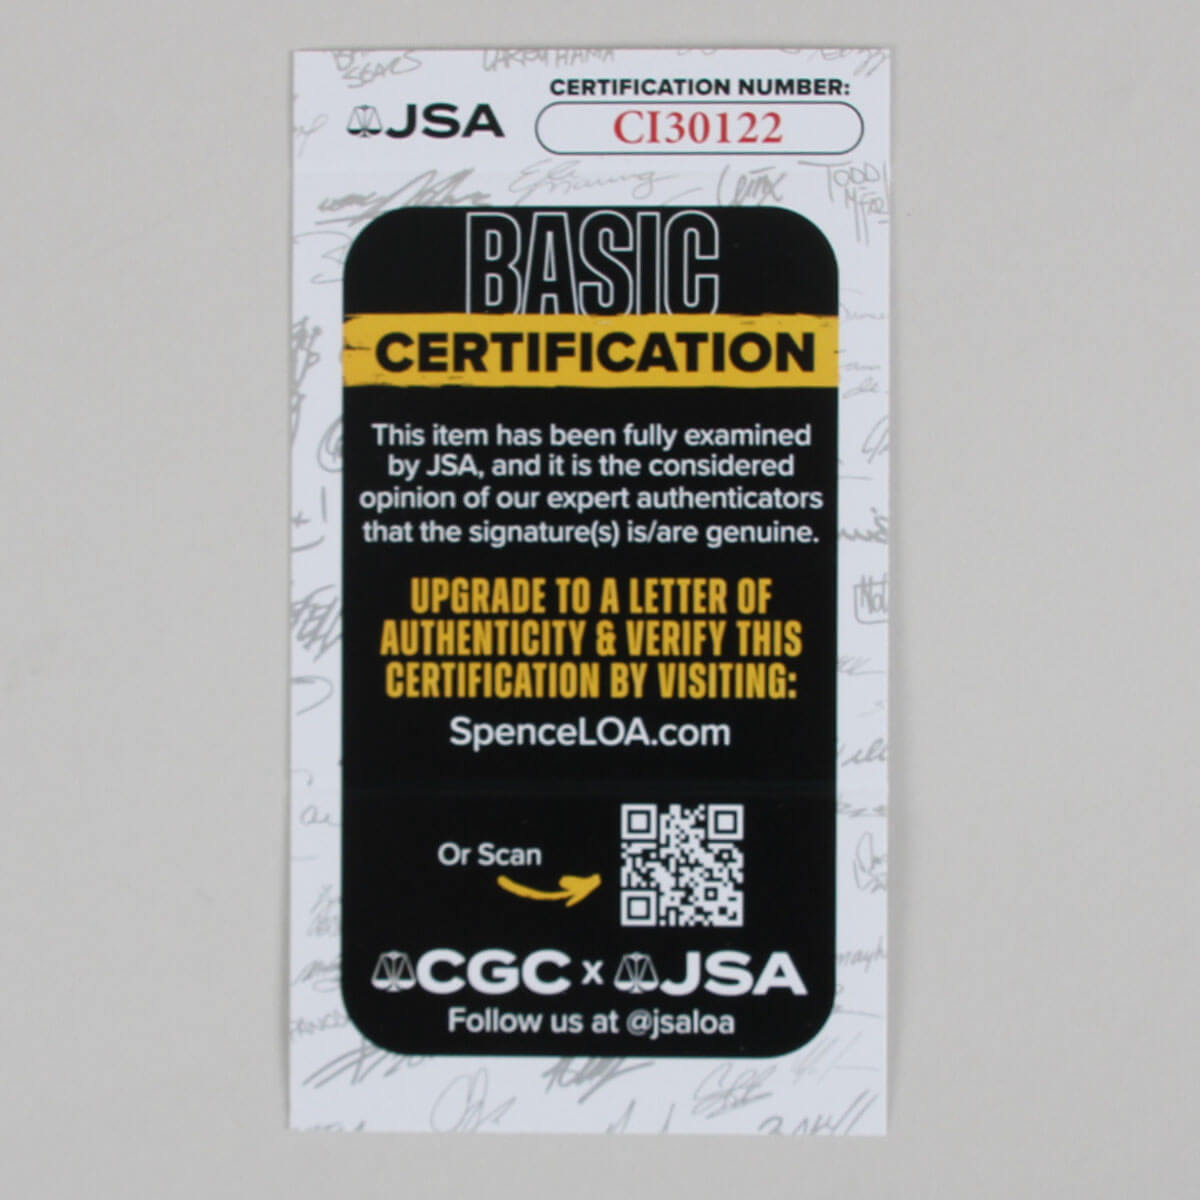 CERTIFICATION NUMBER:
JSA
CI30122
BASIC
CERTIFICATION
This item has been fully examined
by JSA, and it is the considered
opinion of our expert authenticators
that the signature(s) is/are genuine.
UPGRADE TO A LETTER OF
AUTHENTICITY & VERIFY THIS
CERTIFICATION BY VISITING:
SpenceLOA.com
Or Scan
CGC x JSA
Follow us at @jsaloa